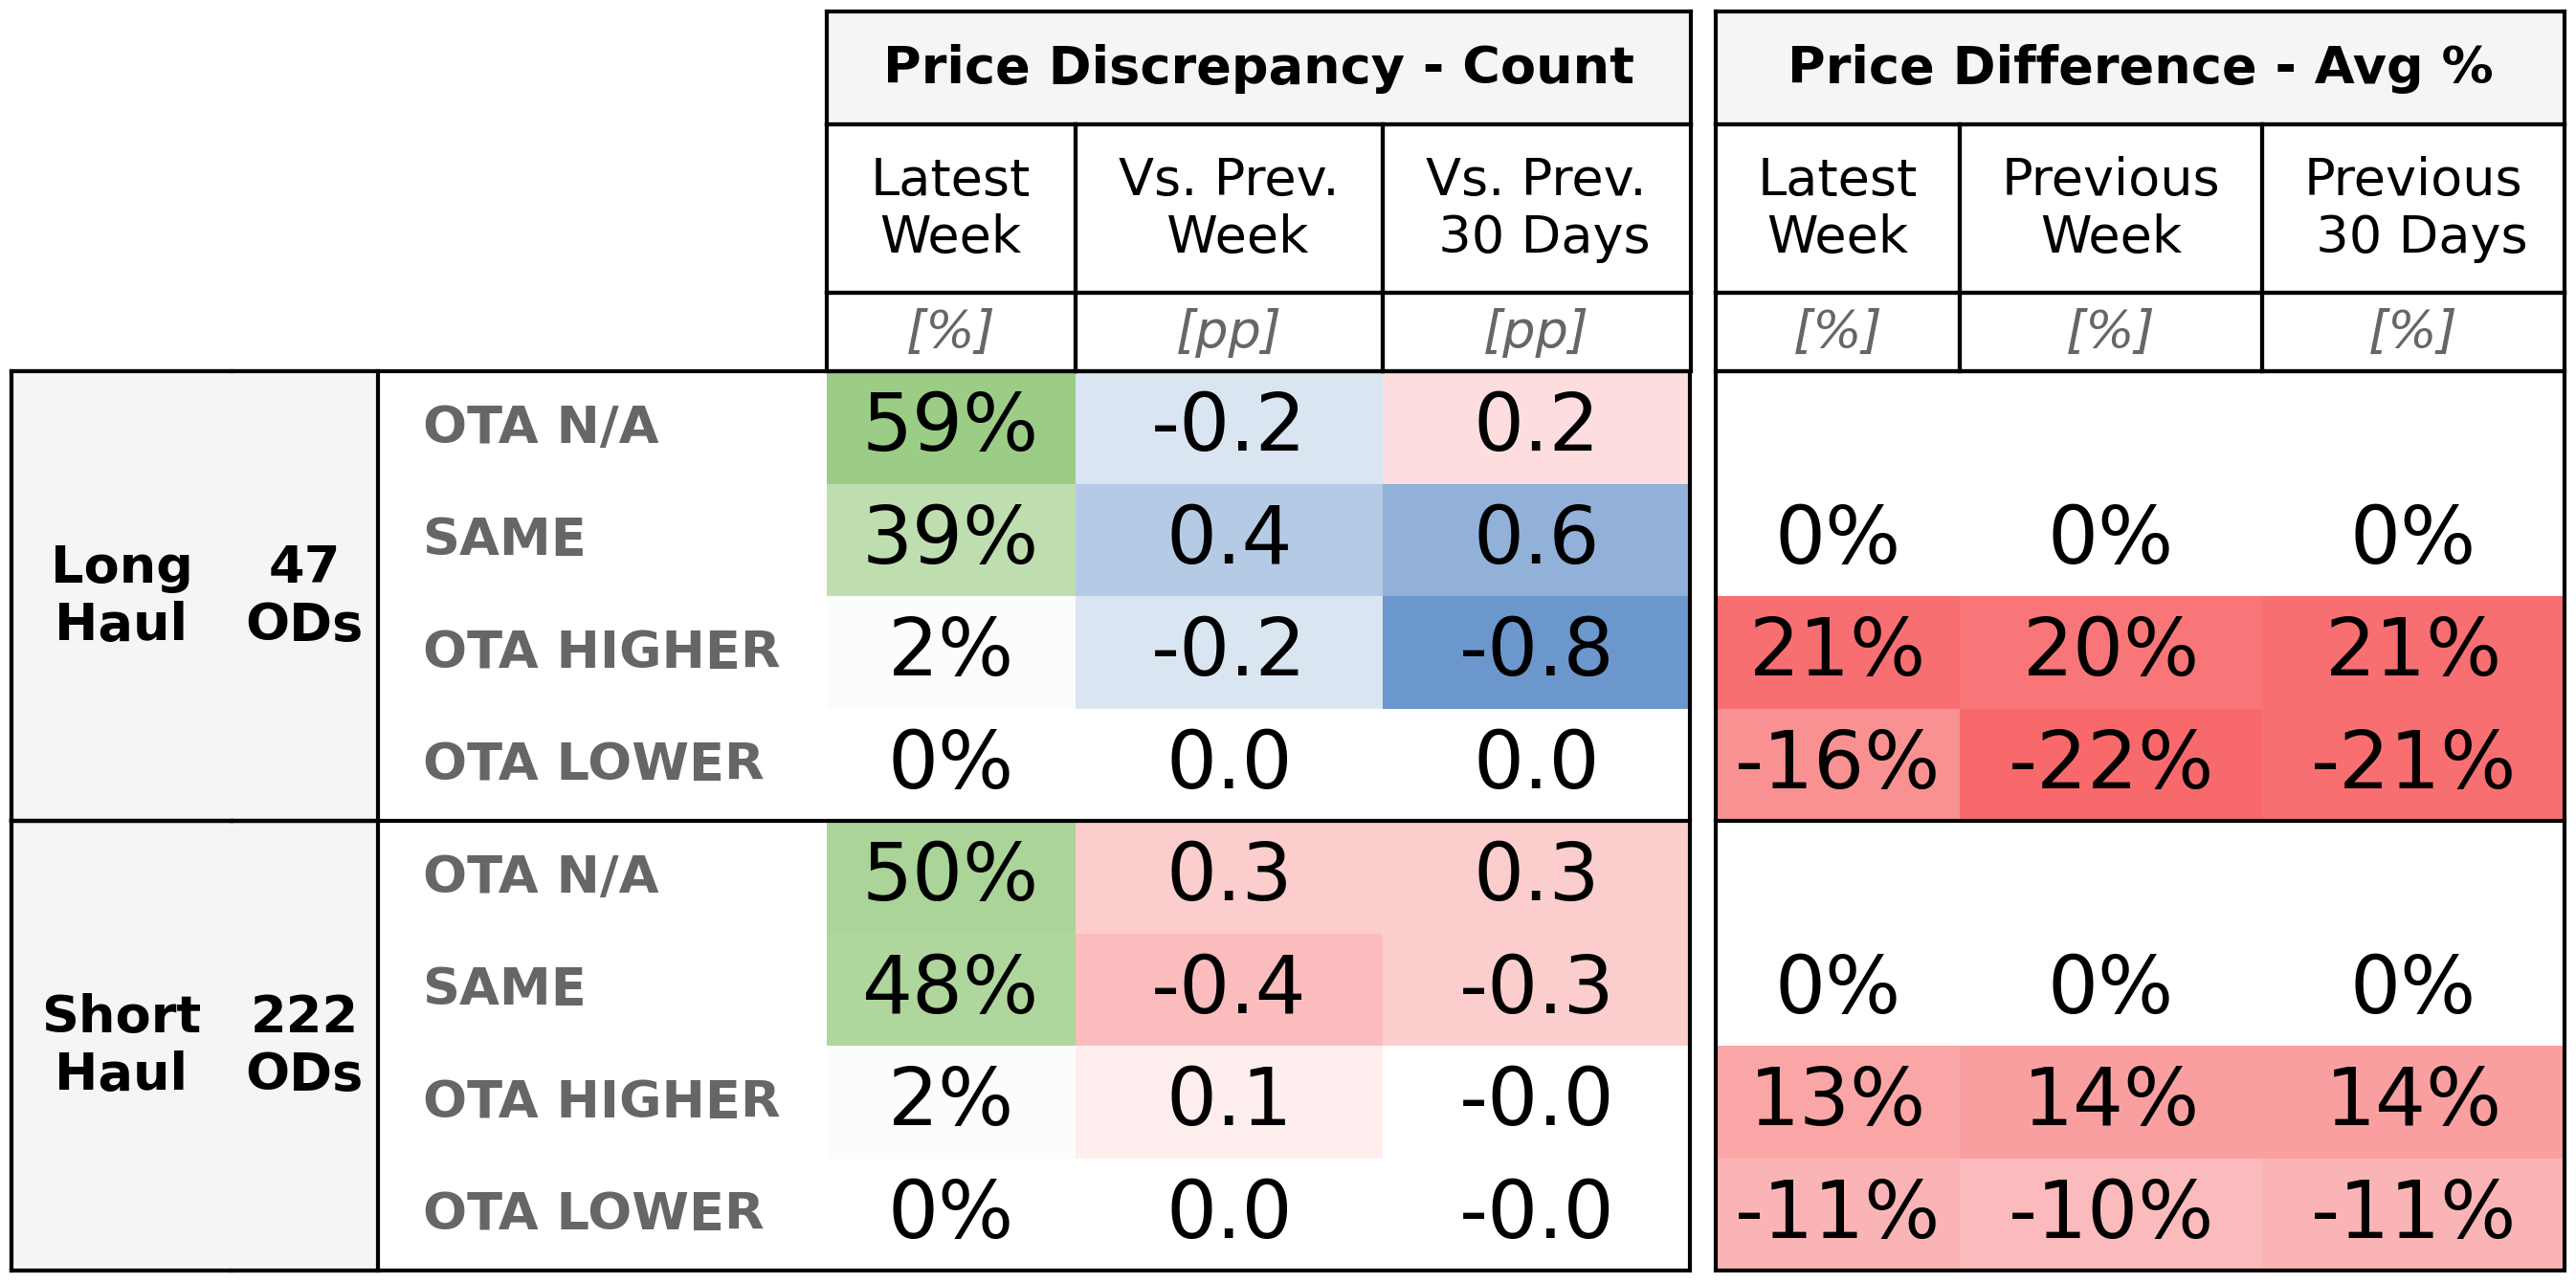 Price Discrepancy - Count
Price Difference - Avg %
Latest Week
Vs. Prev. Week
Vs. Prev. 30 Days
Latest Week
Previous Week
Previous 30 Days
[%] [pp] [pp] [%] [%] [%]
Long Haul
47 ODs
OTA N/A 59% -0.2 0.2
SAME 39% 0.4 0.6 0% 0% 0%
OTA HIGHER 2% -0.2 -0.8 21% 20% 21%
OTA LOWER 0% 0.0 0.0 -16% -22% -21%
Short Haul
222 ODs
OTA N/A 50% 0.3 0.3
SAME 48% -0.4 -0.3 0% 0% 0%
OTA HIGHER 2% 0.1 -0.0 13% 14% 14%
OTA LOWER 0% 0.0 -0.0 -11% -10% -11%